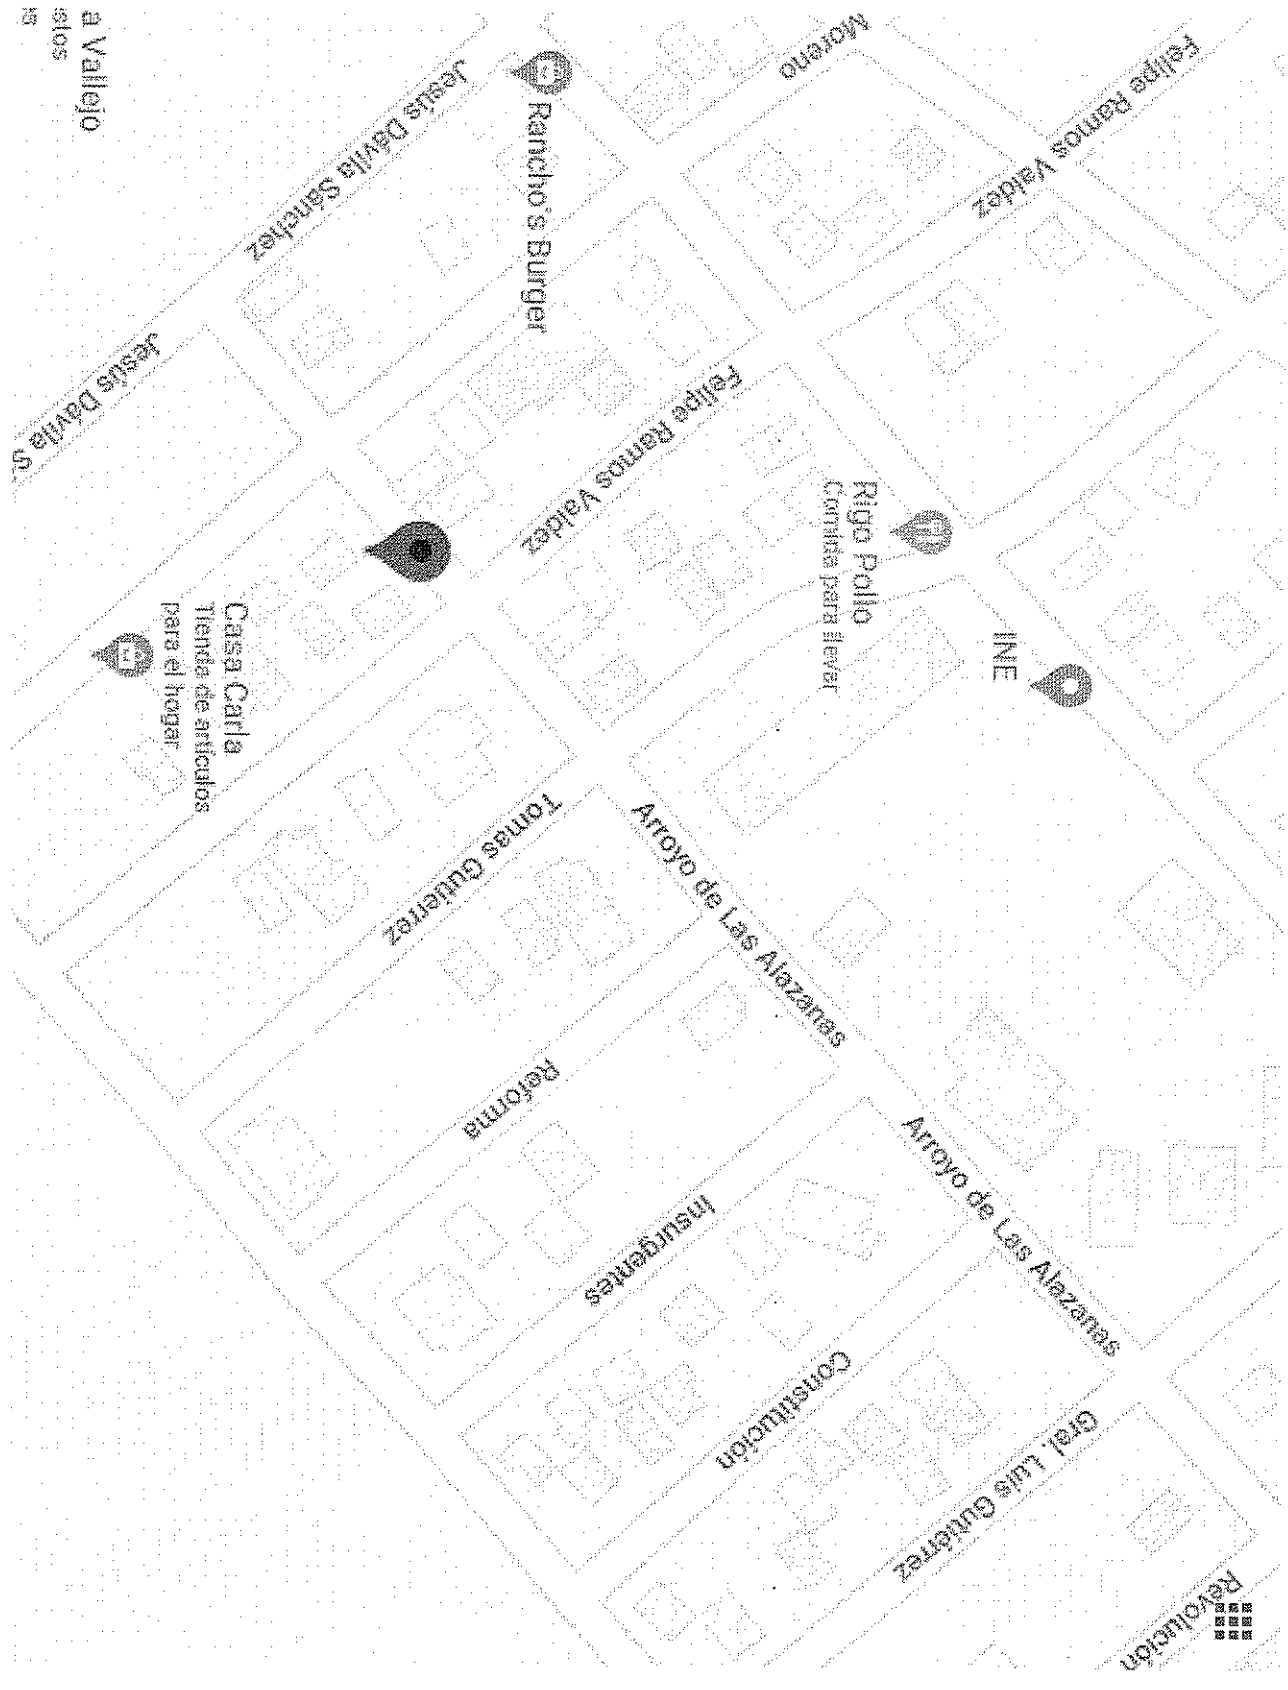 a Vallejo
Jesús Dávila Sánchez
Rancho's Burger
Moreno
Felipe Ramos Valdez
Jesús Dávila S.
Felipe Ramos Valdez
Rigo Pollo
Comida para llevar
INE
Casa Carla
Tienda de artículos
para el hogar
Tomas Gutierrez
Arroyo de Las Alazanas
Reforma
Arroyo de Las Alazanas
Insurgentes
Constitución
Gral. Luis Gutiérrez
Revolución